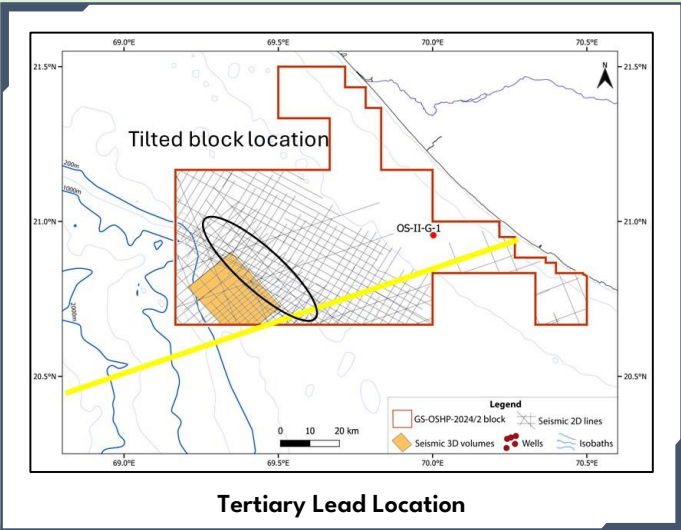 69.0°E 69.5°E 70.0°E 70.5°E
21.5°N 21.5°N
N
Tilted block location
200m
1000m
21.0°N 21.0°N
OS-II-G-1
2000m
20.5°N 20.5°N
Legend
GS-OSHP-2024/2 block Seismic 2D lines
Seismic 3D volumes Wells Isobaths
0 10 20 km
69.0°E 69.5°E 70.0°E 70.5°E
Tertiary Lead Location